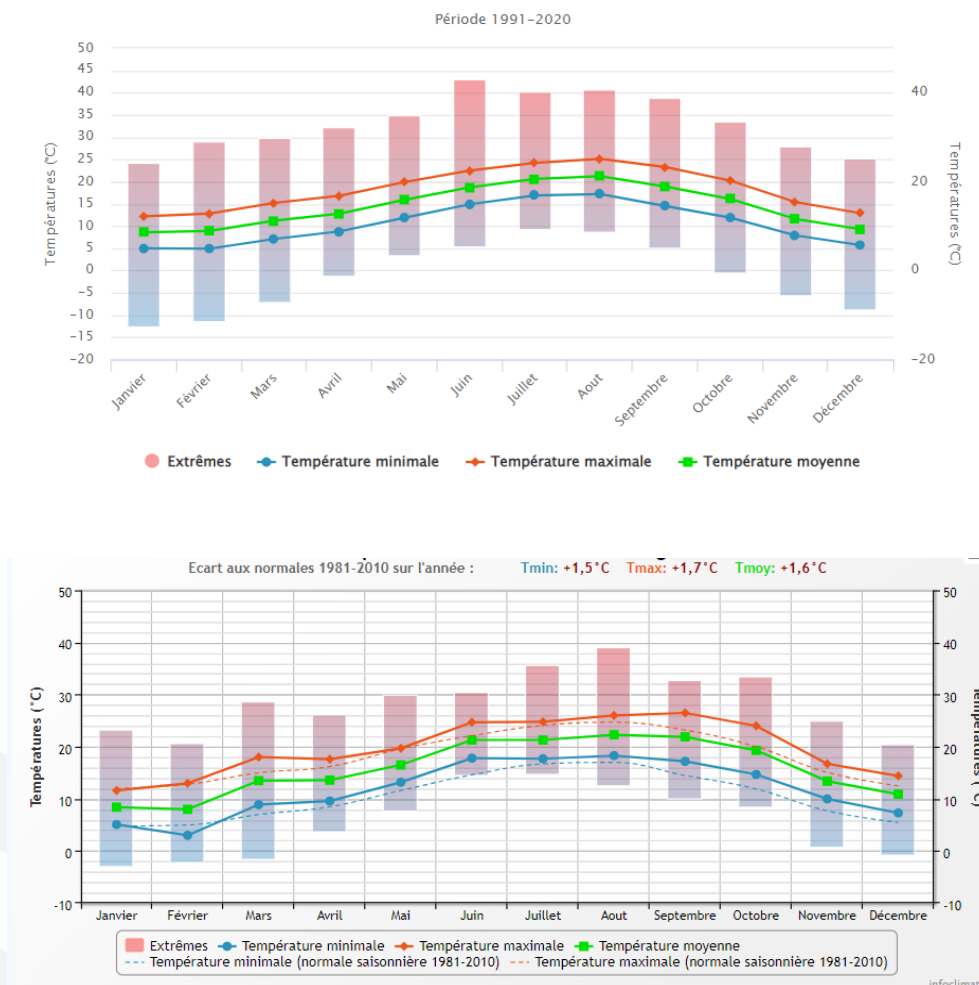 Période 1991-2020
50
45
40
35
30
25
20
15
10
5
0
-5
-10
-15
-20
Températures (°C)
40
20
0
-20
Températures (°C)
Janvier Février Mars Avril Mai Juin Juillet Aout Septembre Octobre Novembre Décembre
Extrêmes Température minimale Température maximale Température moyenne
Ecart aux normales 1981-2010 sur l'année : Tmin: +1,5°C Tmax: +1,7°C Tmoy: +1,6°C
50
40
30
20
10
0
-10
Températures (°C)
50
40
30
20
10
0
-10
Températures (°C)
Janvier Février Mars Avril Mai Juin Juillet Aout Septembre Octobre Novembre Décembre
Extrêmes Température minimale Température maximale Température moyenne
Température minimale (normale saisonnière 1981-2010) Température maximale (normale saisonnière 1981-2010)
infoclimat